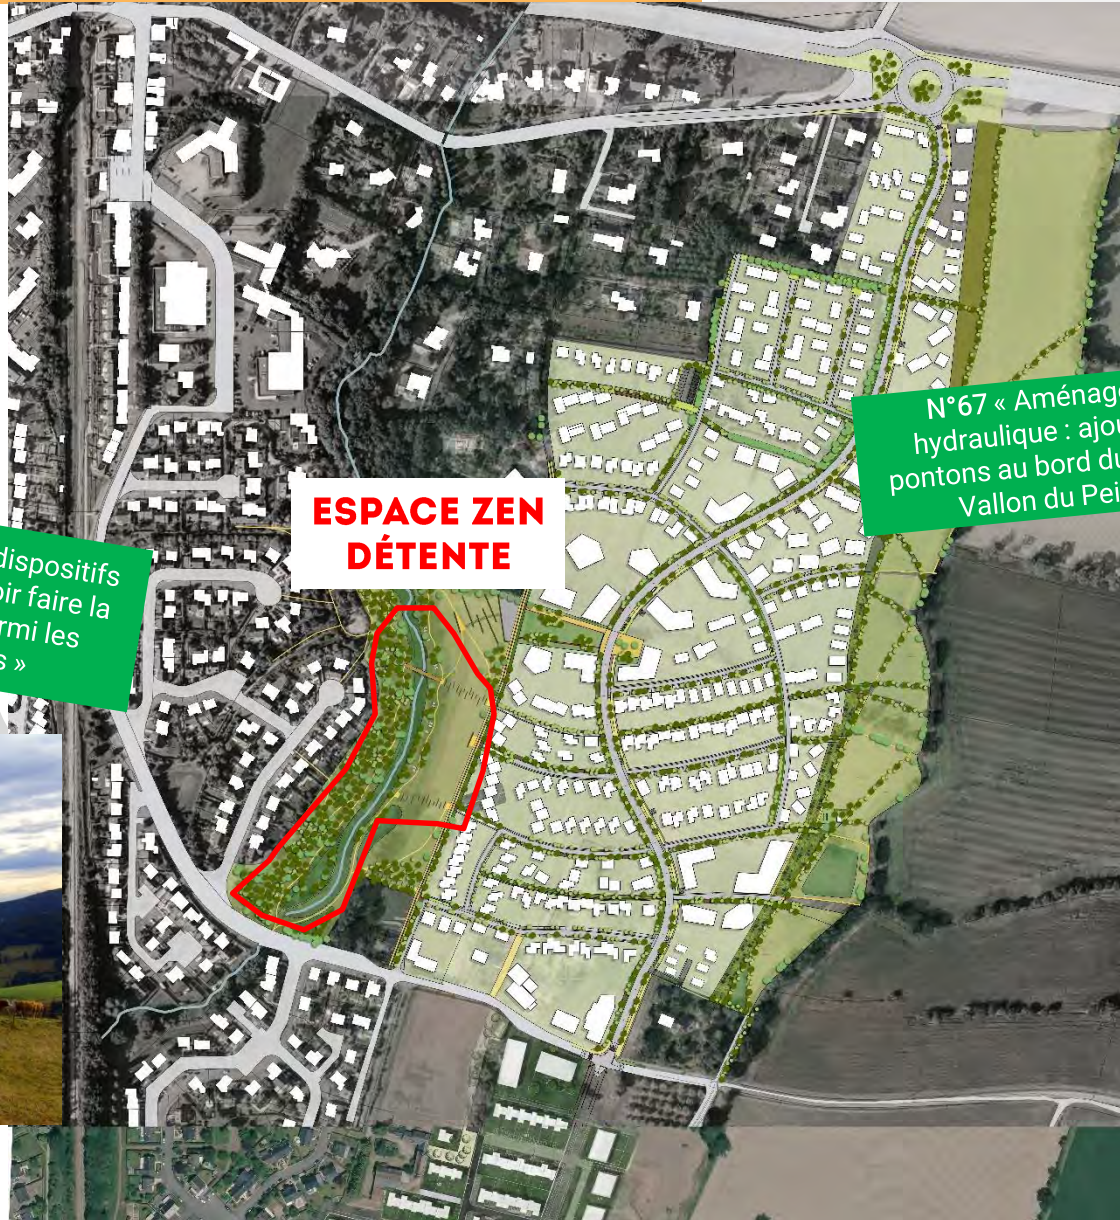 N°67 « Aménag
hydraulique : ajou
pontons au bord du
Vallon du Pei
ESPACE ZEN
DÉTENTE
dispositifs
oir faire la
rmi les
s »